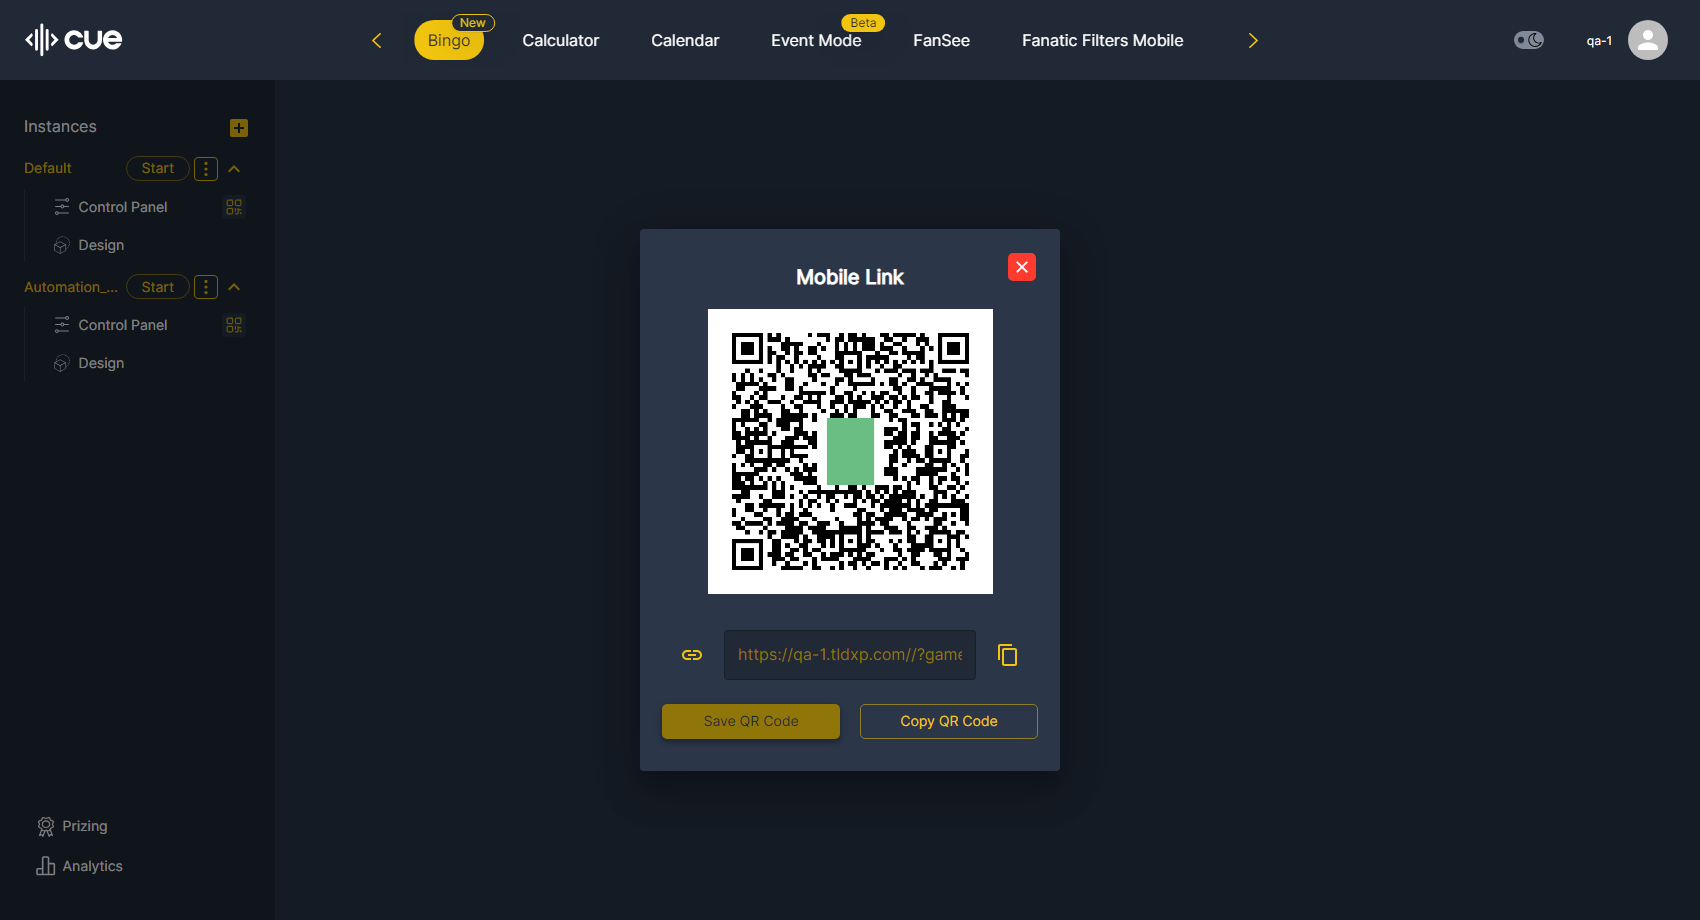 cue
Bingo
New
Calculator
Calendar
Event Mode
Beta
FanSee
Fanatic Filters Mobile
qa-1
Instances
Default
Start
Control Panel
Design
Automation_...
Start
Control Panel
Design
Prizing
Analytics
Mobile Link
https://qa-1.tldxp.com//?game
Save QR Code
Copy QR Code